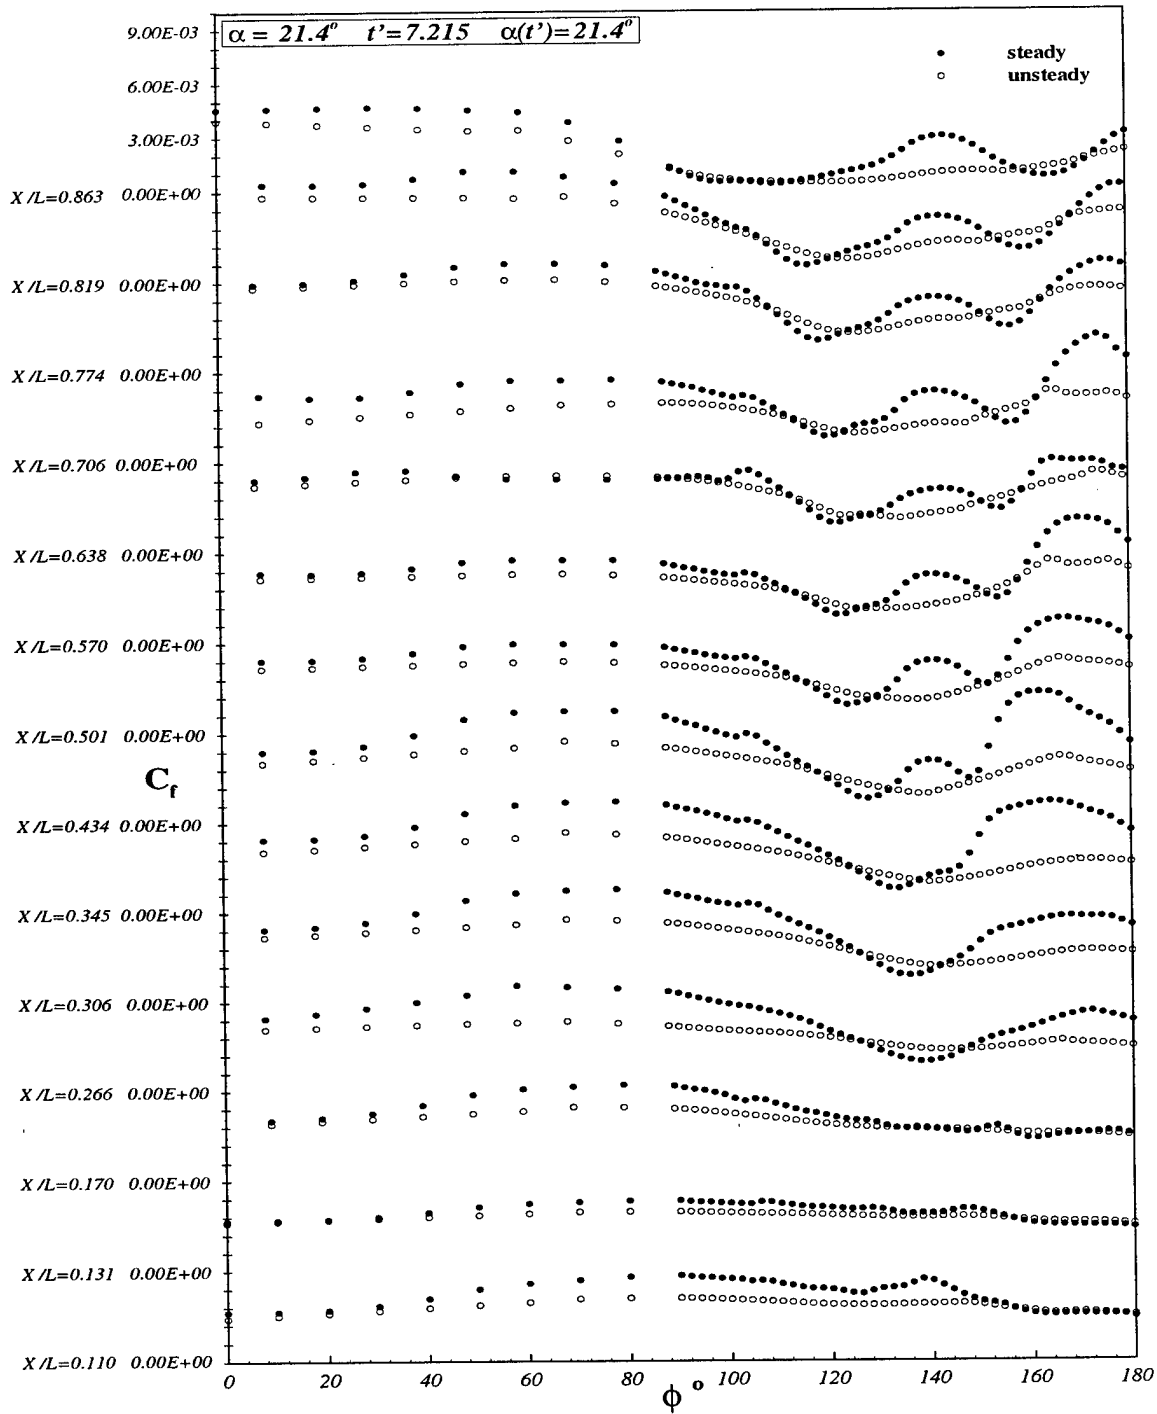 9.00E-03
α = 21.4° t'=7.215 α(t')=21.4°
steady
6.00E-03
unsteady
3.00E-03
X/L=0.863 0.00E+00
X/L=0.819 0.00E+00
X/L=0.774 0.00E+00
X/L=0.706 0.00E+00
X/L=0.638 0.00E+00
X/L=0.570 0.00E+00
X/L=0.501 0.00E+00
C_f
X/L=0.434 0.00E+00
X/L=0.345 0.00E+00
X/L=0.306 0.00E+00
X/L=0.266 0.00E+00
X/L=0.170 0.00E+00
X/L=0.131 0.00E+00
X/L=0.110 0.00E+00
0 20 40 60 80 100 120 140 160 180
ϕ °